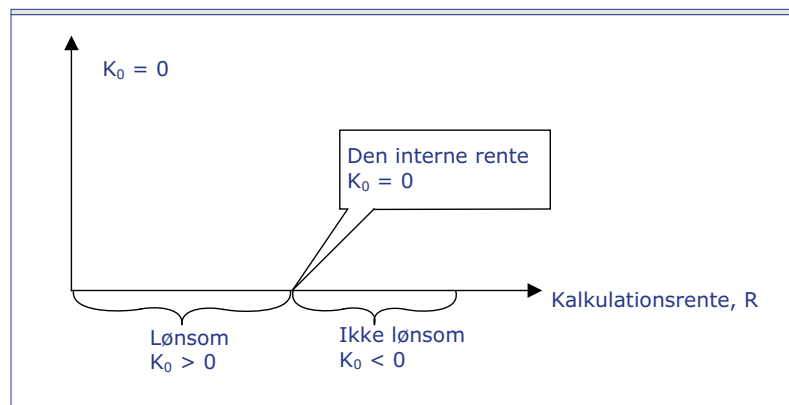 K₀ = 0
Den interne rente
K₀ = 0
Kalkulationsrente, R
Lønsom
K₀ > 0
Ikke lønsom
K₀ < 0